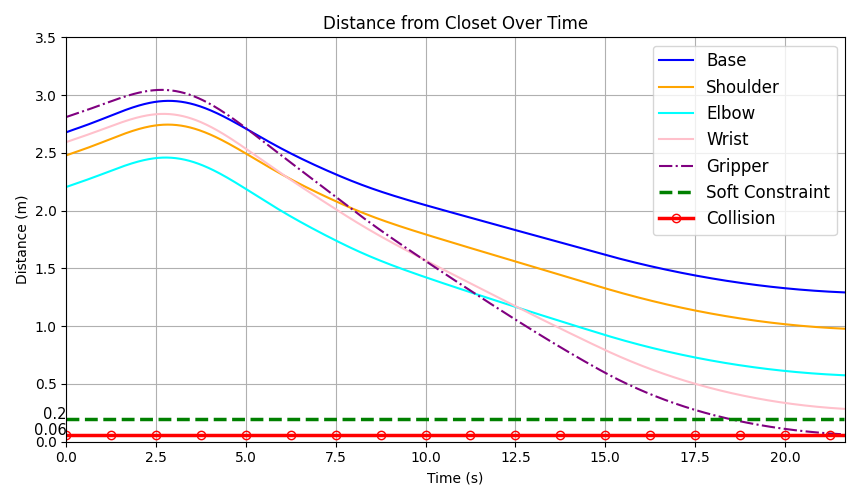 Distance from Closet Over Time
3.5
3.0
2.5
2.0
1.5
1.0
0.5
0.2
0.06
0.0
Distance (m)
Base
Shoulder
Elbow
Wrist
Gripper
Soft Constraint
Collision
0.0 2.5 5.0 7.5 10.0 12.5 15.0 17.5 20.0
Time (s)